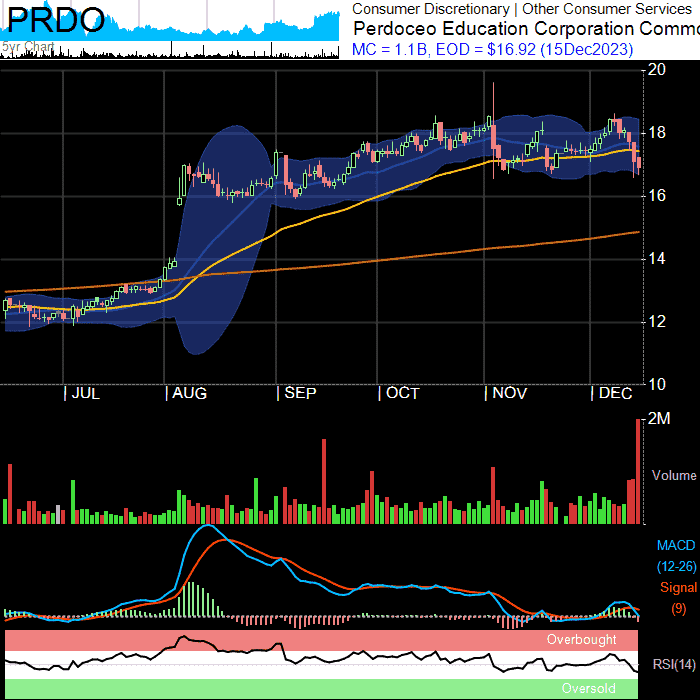 PRDO
5yr Chart
Consumer Discretionary | Other Consumer Services
Perdoceo Education Corporation Commo
MC = 1.1B, EOD = $16.92 (15Dec2023)
20
18
16
14
12
10
| JUL | AUG | SEP | OCT | NOV | DEC
2M
Volume
MACD
(12-26)
Signal
(9)
Overbought
RSI(14)
Oversold